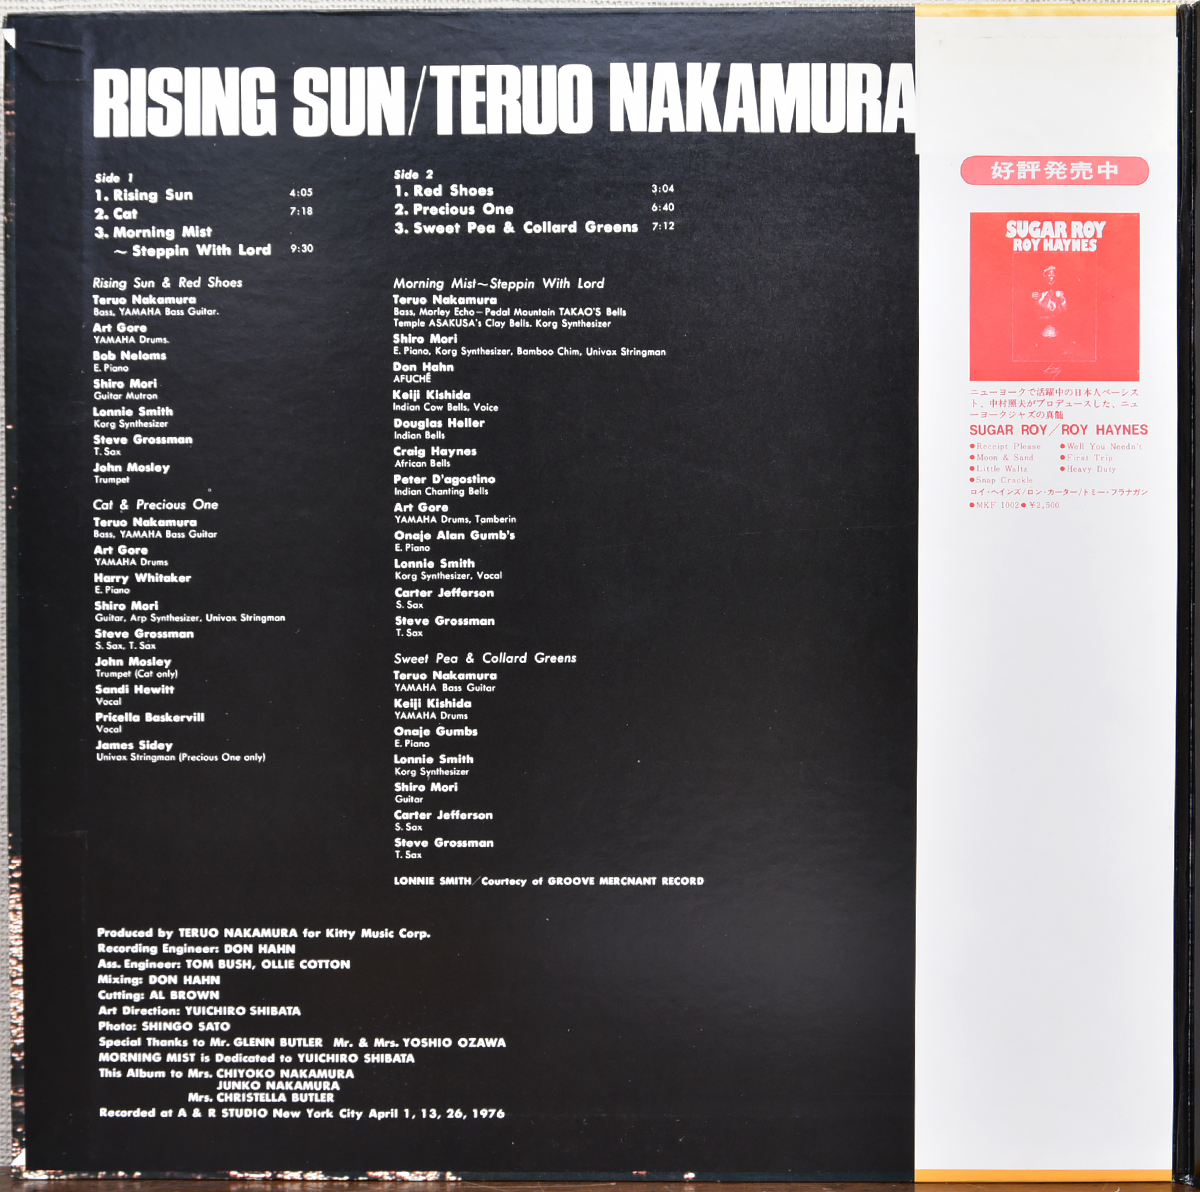 RISING SUN/TERUO NAKAMURA
Side 1
1. Rising Sun 4:05
2. Cat 7:18
3. Morning Mist
~ Steppin With Lord 9:30
Side 2
1. Red Shoes 3:04
2. Precious One 6:40
3. Sweet Pea & Collard Greens 7:12
Rising Sun & Red Shoes
Teruo Nakamura
Bass, YAMAHA Bass Guitar.
Art Gore
YAMAHA Drums.
Bob Neloms
E. Piano
Shiro Mori
Guitar Mutron
Lonnie Smith
Korg Synthesizer
Steve Grossman
T. Sax
John Mosley
Trumpet
Cat & Precious One
Teruo Nakamura
Bass, YAMAHA Bass Guitar
Art Gore
YAMAHA Drums
Harry Whitaker
E. Piano
Shiro Mori
Guitar, Arp Synthesizer, Univox Stringman
Steve Grossman
S. Sax, T. Sax
John Mosley
Trumpet (Cat only)
Sandi Hewitt
Vocal
Pricella Baskervill
Vocal
James Sidey
Univox Stringman (Precious One only)
Morning Mist~Steppin With Lord
Teruo Nakamura
Bass, Morley Echo-Pedal Mountain TAKAO'S Bells
Temple ASAKUSA's Clay Bells. Korg Synthesizer
Shiro Mori
E. Piano, Korg Synthesizer, Bamboo Chim, Univox Stringman
Don Hahn
AFUCHÉ
Keiji Kishida
Indian Cow Bells, Voice
Douglas Heller
Indian Bells
Craig Haynes
African Bells
Peter D'agostino
Indian Chanting Bells
Art Gore
YAMAHA Drums, Tamberin
Onaje Alan Gumb's
E. Piano
Lonnie Smith
Korg Synthesizer, Vocal
Carter Jefferson
S. Sax
Steve Grossman
T. Sax
Sweet Pea & Collard Greens
Teruo Nakamura
YAMAHA Bass Guitar
Keiji Kishida
YAMAHA Drums
Onaje Gumbs
E. Piano
Lonnie Smith
Korg Synthesizer
Shiro Mori
Guitar
Carter Jefferson
S. Sax
Steve Grossman
T. Sax
LONNIE SMITH/Courtecy of GROOVE MERCNANT RECORD
Produced by TERUO NAKAMURA for Kitty Music Corp.
Recording Engineer: DON HAHN
Ass. Engineer: TOM BUSH, OLLIE COTTON
Mixing: DON HAHN
Cutting: AL BROWN
Art Direction: YUICHIRO SHIBATA
Photo: SHINGO SATO
Special Thanks to Mr. GLENN BUTLER Mr. & Mrs. YOSHIO OZAWA
MORNING MIST is Dedicated to YUICHIRO SHIBATA
This Album to Mrs. CHIYOKO NAKAMURA
JUNKO NAKAMURA
Mrs. CHRISTELLA BUTLER
Recorded at A & R STUDIO New York City April 1, 13, 26, 1976
好評発売中
SUGAR ROY
ROY HAYNES
ニューヨークで活躍中の日本人ベーシス
ト、中村照夫がプロデュースした、ニュ
ーヨークジャズの真髄
SUGAR ROY/ROY HAYNES
●Receipt Please ●Well You Needn't
●Moon & Sand ●First Trip
●Little Waltz ●Heavy Duty
●Snap Crackle
ロイ・ヘインズ/ロン・カーター/トミー・フラナガン
●MKF 1002●¥2,500